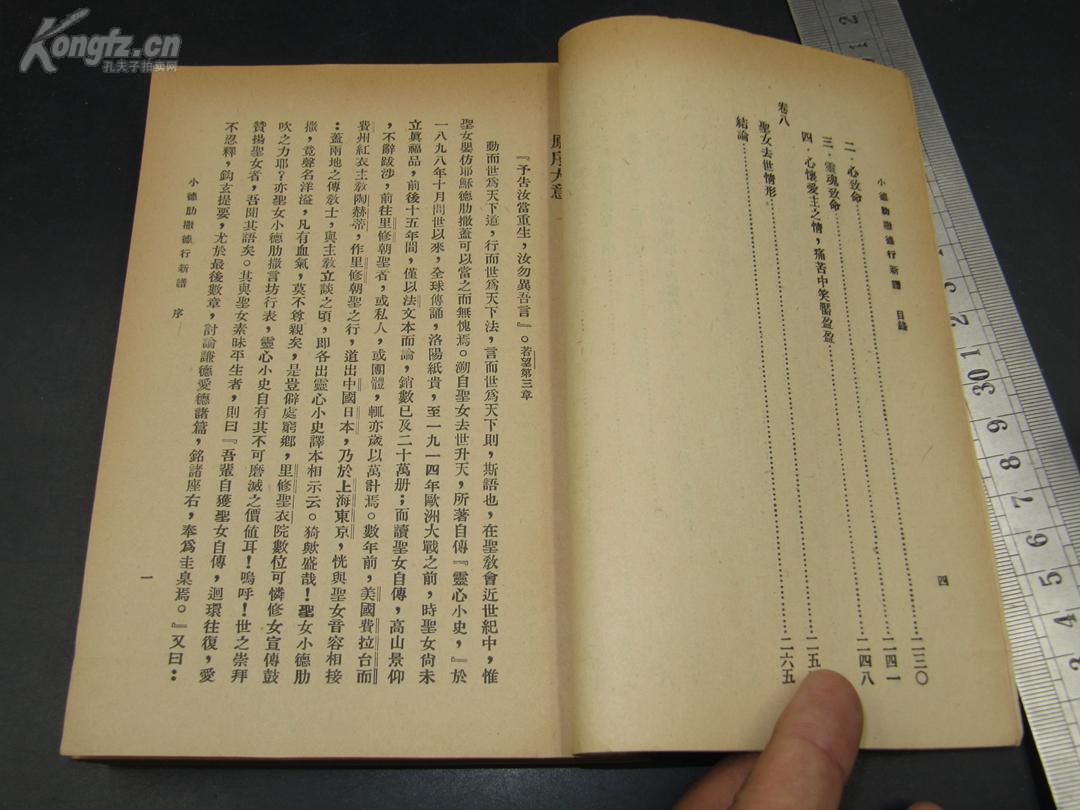 Kongfz.cn
孔夫子拍卖网
小德肋撒德行新譜 目錄
四
二．心致命……二三〇
三．靈魂致命……二四一
四．心懷愛主之情，痛苦中笑靨盈盈……二四八
卷八
聖女去世情形……二五
結論……二六五
原序大意
『予告汝當重生，汝勿異吾言』。若望第三章
動而世爲天下道，行而世爲天下法，言而世爲天下則，斯語也，在聖敎會近世紀中，惟
聖女嬰仿耶穌德肋撒蓋可以當之而無愧焉。溯自聖女去世升天，所著自傳『靈心小史，』於
一八九八年十月問世以來，全球傳誦，洛陽紙貴，至一九一四年歐洲大戰之前，時聖女尙未
立眞福品，前後十五年間，僅以法文本而論，銷數已及二十萬册；而讀聖女自傳，高山景仰
，不辭跋涉，前往里修朝聖者，或私人，或團體，輒亦歲以萬計焉。數年前，美國費拉台而
費州紅衣主敎陶赫蒂，作里修朝聖之行，道出中國日本，乃於上海東京，恍與聖女音容相接
：蓋兩地之傳敎士，與主敎立談之頃，卽各出靈心小史譯本相示云。猗歟盛哉！聖女小德肋
撒，竟聲名洋溢，凡有血氣，莫不尊親矣，是豈僻處窮鄉，里修聖衣院數位可憐修女宣傳鼓
吹之力耶？亦聖女小德肋撒言坊行表，靈心小史自有其不可磨滅之價值耳！嗚呼！世之崇拜
贊揚聖女者，吾聞其語矣。其與聖女素昧平生者，則曰『吾輩自獲聖女自傳，迴環往復，愛
不忍釋，鈎玄提要，尤於最後數章，討論謙德愛德諸篇，銘諸座右，奉爲圭臬焉。』又曰：
小德肋撒德行新譜 序
一